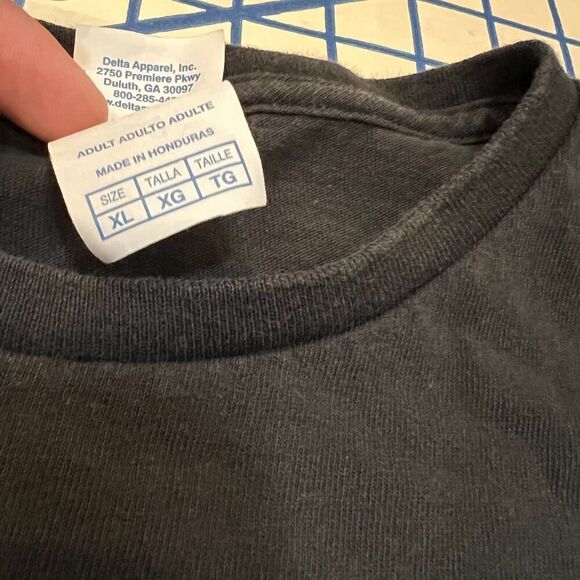 Delta Apparel, Inc.
2750 Premiere Pkwy
Duluth, GA 30097
ADULT ADULTO ADULTE
MADE IN HONDURAS
SIZE TALLA TAILLE
XL XG TG